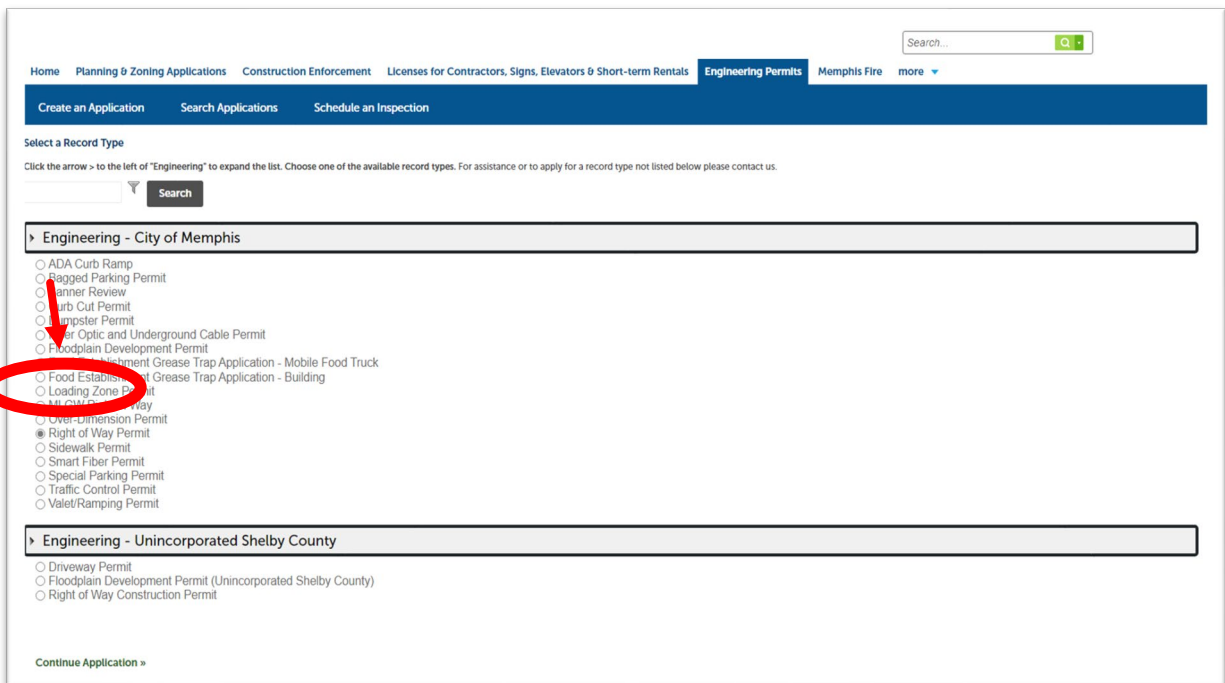 Search...
Home Planning & Zoning Applications Construction Enforcement Licenses for Contractors, Signs, Elevators & Short-term Rentals Engineering Permits Memphis Fire more
Create an Application Search Applications Schedule an Inspection
Select a Record Type
Click the arrow > to the left of "Engineering" to expand the list. Choose one of the available record types. For assistance or to apply for a record type not listed below please contact us.
Search
Engineering - City of Memphis
ADA Curb Ramp
Bagged Parking Permit
Banner Review
Curb Cut Permit
Dumpster Permit
Optic and Underground Cable Permit
Floodplain Development Permit
Grease Trap Application - Mobile Food Truck
Food Establishment Grease Trap Application - Building
Loading Zone Permit
MLGW Way
Over-Dimension Permit
Right of Way Permit
Sidewalk Permit
Smart Fiber Permit
Special Parking Permit
Traffic Control Permit
Valet/Ramping Permit
Engineering - Unincorporated Shelby County
Driveway Permit
Floodplain Development Permit (Unincorporated Shelby County)
Right of Way Construction Permit
Continue Application »